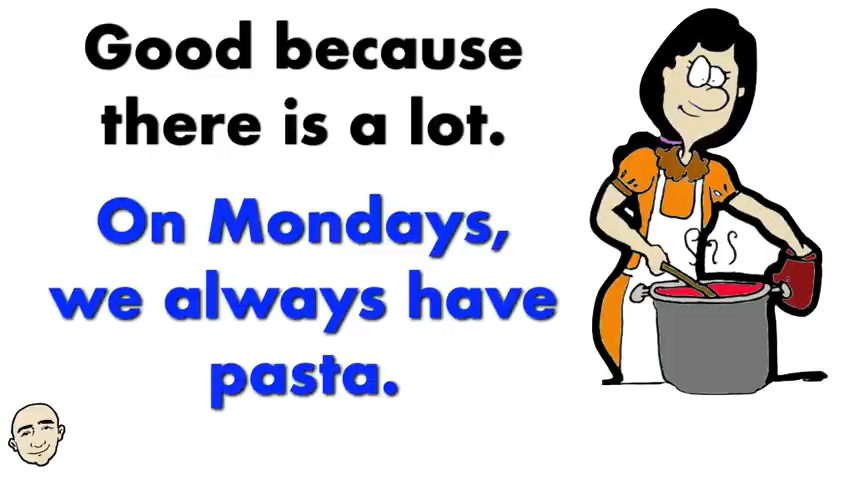 Good because
there is a lot.
On Mondays,
we always have
pasta.